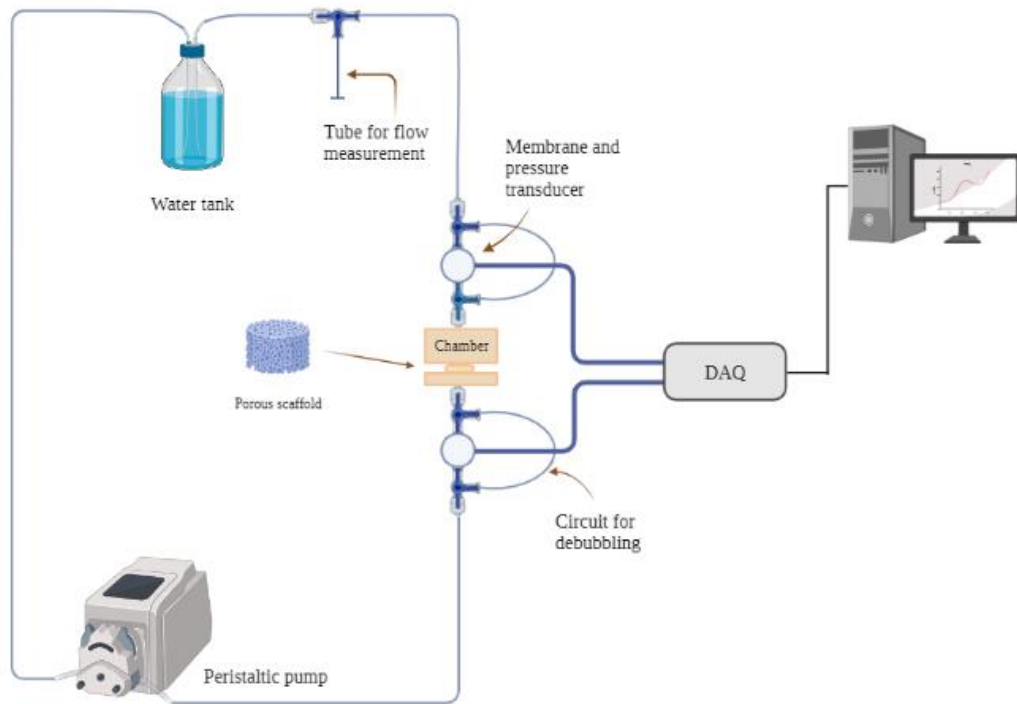 Tube for flow
measurement
Membrane and
pressure
transducer
Water tank
Chamber
DAQ
Porous scaffold
Circuit for
debubbling
Peristaltic pump